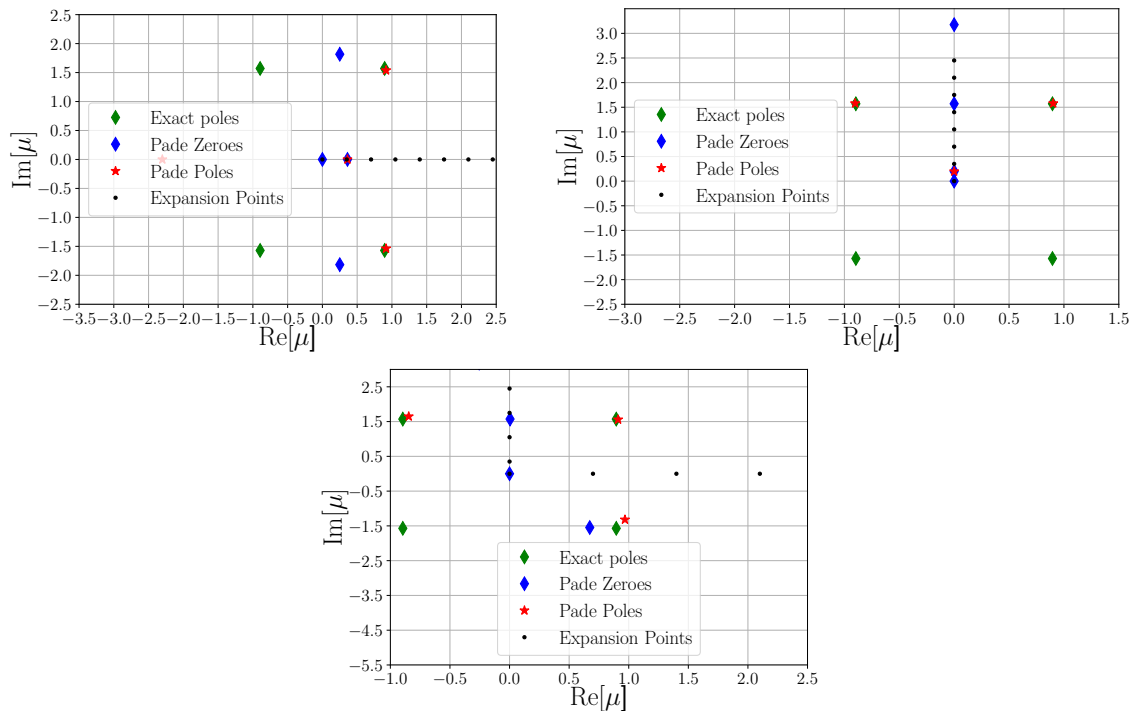 2.5
2.0
1.5
1.0
0.5
0.0
−0.5
−1.0
−1.5
−2.0
−2.5
Im[μ]
Exact poles
Pade Zeroes
Pade Poles
Expansion Points
−3.5−3.0−2.5−2.0−1.5−1.0−0.5 0.0 0.5 1.0 1.5 2.0 2.5
Re[μ]
3.0
2.5
2.0
1.5
1.0
0.5
0.0
−0.5
−1.0
−1.5
−2.0
−2.5
Im[μ]
Exact poles
Pade Zeroes
Pade Poles
Expansion Points
−3.0 −2.5 −2.0 −1.5 −1.0 −0.5 0.0 0.5 1.0 1.5
Re[μ]
2.5
1.5
0.5
−0.5
−1.5
−2.5
−3.5
−4.5
−5.5
Im[μ]
Exact poles
Pade Zeroes
Pade Poles
Expansion Points
−1.0 −0.5 0.0 0.5 1.0 1.5 2.0 2.5
Re[μ]